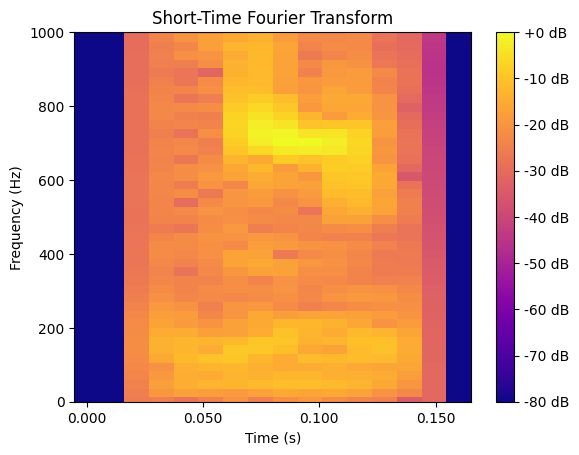 Short-Time Fourier Transform
1000
800
600
400
200
0
Frequency (Hz)
0.000
0.050
0.100
0.150
Time (s)
+0 dB
-10 dB
-20 dB
-30 dB
-40 dB
-50 dB
-60 dB
-70 dB
-80 dB